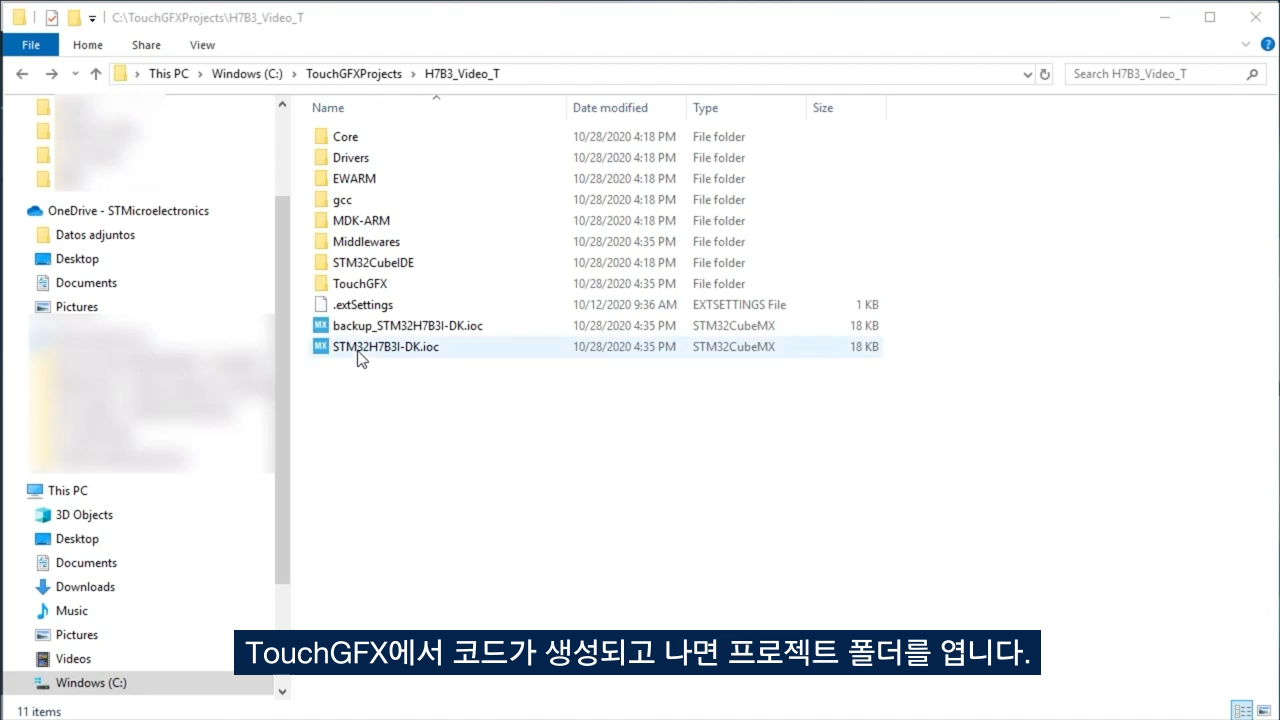 C:\TouchGFXProjects\H7B3_Video_T
File Home Share View
This PC Windows (C:) TouchGFXProjects H7B3_Video_T Search H7B3_Video_T
Name Date modified Type Size
Core 10/28/2020 4:18 PM File folder
Drivers 10/28/2020 4:18 PM File folder
EWARM 10/28/2020 4:18 PM File folder
gcc 10/28/2020 4:18 PM File folder
MDK-ARM 10/28/2020 4:18 PM File folder
Middlewares 10/28/2020 4:35 PM File folder
STM32CubeIDE 10/28/2020 4:18 PM File folder
TouchGFX 10/28/2020 4:35 PM File folder
.extSettings 10/12/2020 9:36 AM EXTSETTINGS File 1 KB
MX backup_STM32H7B3I-DK.ioc 10/28/2020 4:35 PM STM32CubeMX 18 KB
MX STM32H7B3I-DK.ioc 10/28/2020 4:35 PM STM32CubeMX 18 KB
OneDrive - STMicroelectronics
Datos adjuntos
Desktop
Documents
Pictures
This PC
3D Objects
Desktop
Documents
Downloads
Music
Pictures
Videos
Windows (C:)
TouchGFX에서 코드가 생성되고 나면 프로젝트 폴더를 엽니다.
11 items